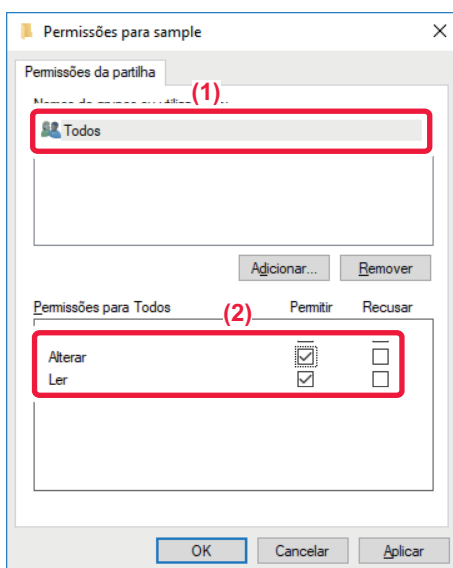 Permissões para sample
Permissões da partilha
(1)
Todos
Adicionar... Remover
Permissões para Todos (2) Permitir Recusar
Alterar
Ler
OK Cancelar Aplicar